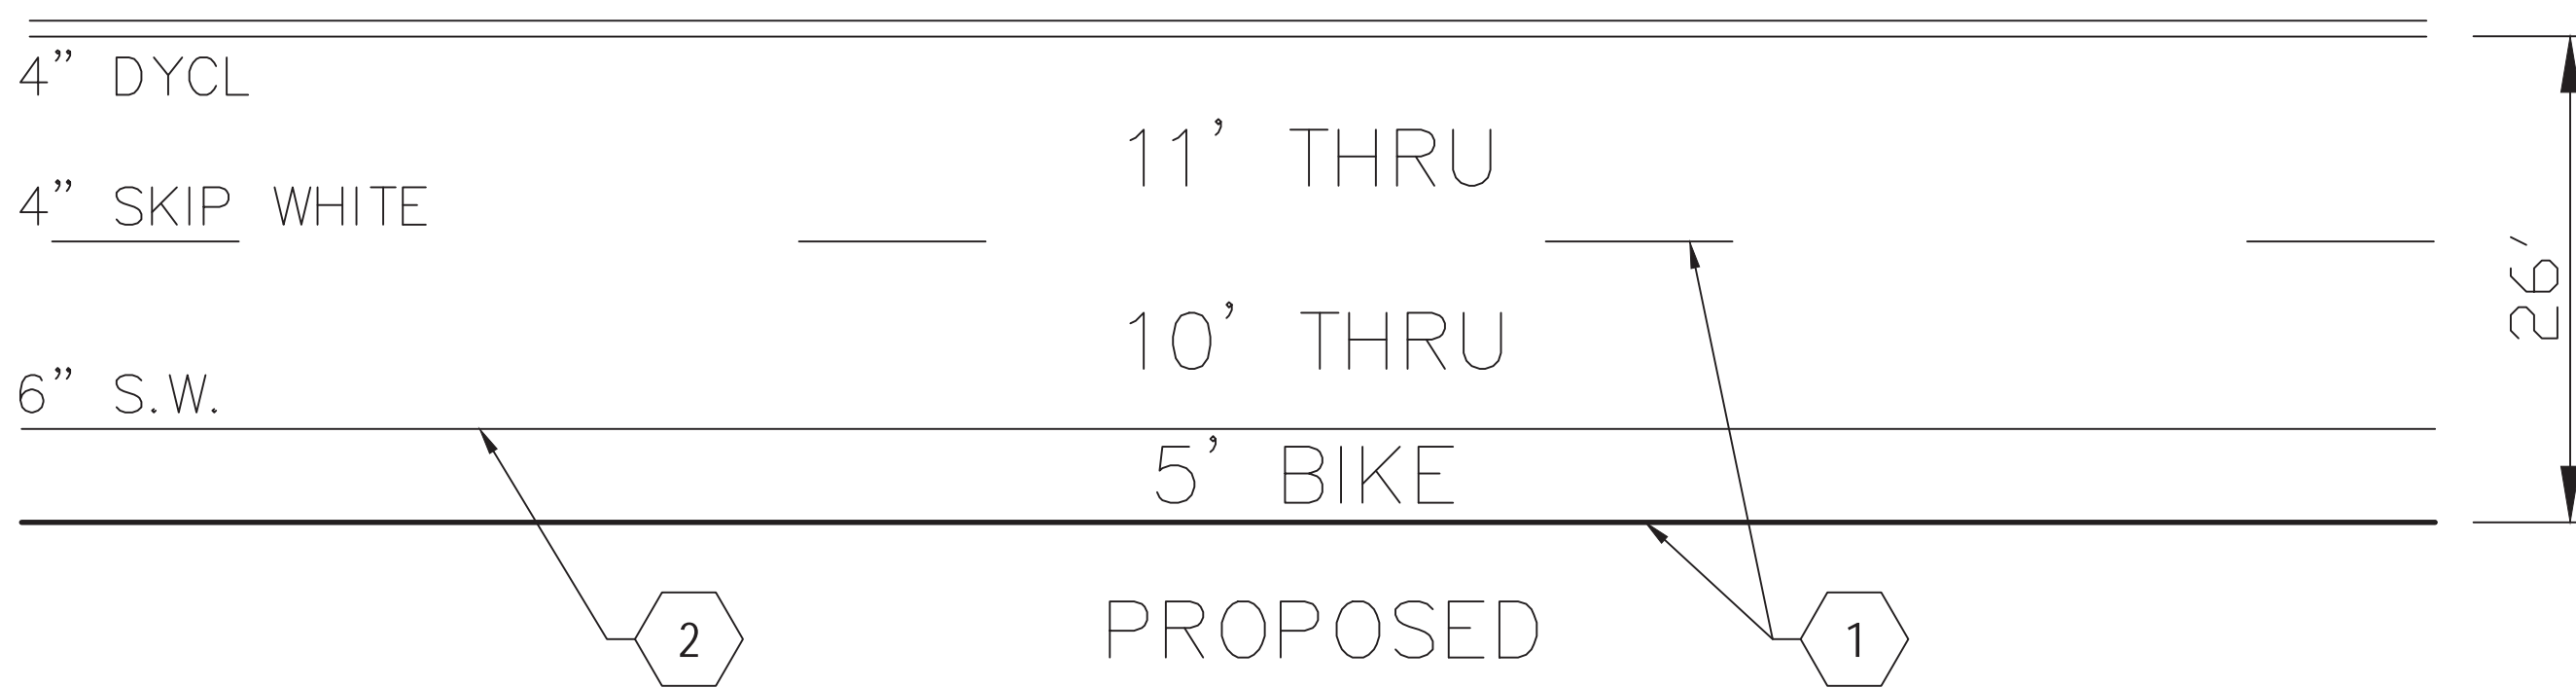 4” DYCL
11’ THRU
4” SKIP WHITE
26'
10’ THRU
6” S.W.
5’ BIKE
PROPOSED
2
1